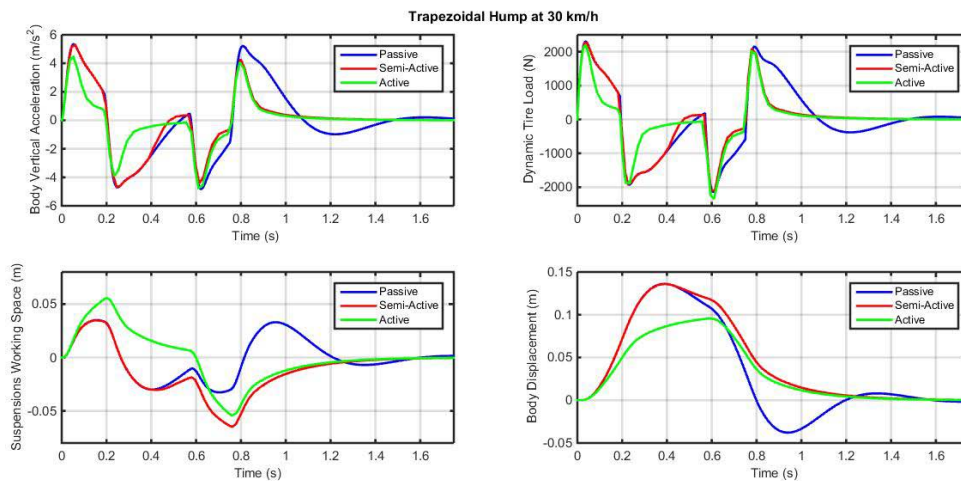 Trapezoidal Hump at 30 km/h
Body Vertical Acceleration (m/s²)
6
4
2
0
-2
-4
-6
0 0.2 0.4 0.6 0.8 1 1.2 1.4 1.6
Time (s)
Passive
Semi-Active
Active
Dynamic Tire Load (N)
2000
1000
0
-1000
-2000
0 0.2 0.4 0.6 0.8 1 1.2 1.4 1.6
Time (s)
Passive
Semi-Active
Active
Suspensions Working Space (m)
0.05
0
-0.05
0 0.2 0.4 0.6 0.8 1 1.2 1.4 1.6
Time (s)
Passive
Semi-Active
Active
Body Displacement (m)
0.15
0.1
0.05
0
-0.05
0 0.2 0.4 0.6 0.8 1 1.2 1.4 1.6
Time (s)
Passive
Semi-Active
Active